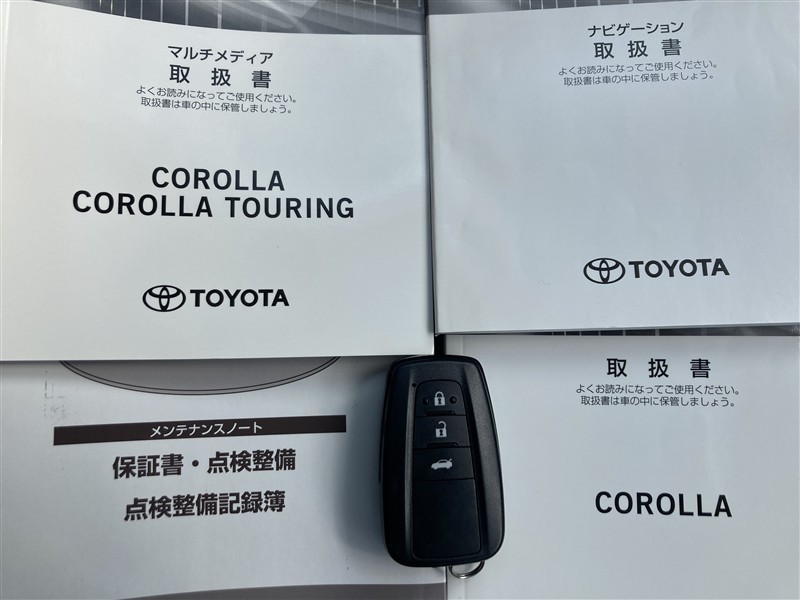 マルチメディア
取扱書
よくお読みになってご使用ください。
取扱書は車の中に保管しましょう。
COROLLA
COROLLA TOURING
TOYOTA
ナビゲーション
取扱書
よくお読みになってご使用ください。
取扱書は車の中に保管しましょう。
TOYOTA
メンテナンスノート
保証書・点検整備
点検整備記録簿
取扱書
よくお読みになってご使用ください。
取扱書は車の中に保管しましょう。
COROLLA